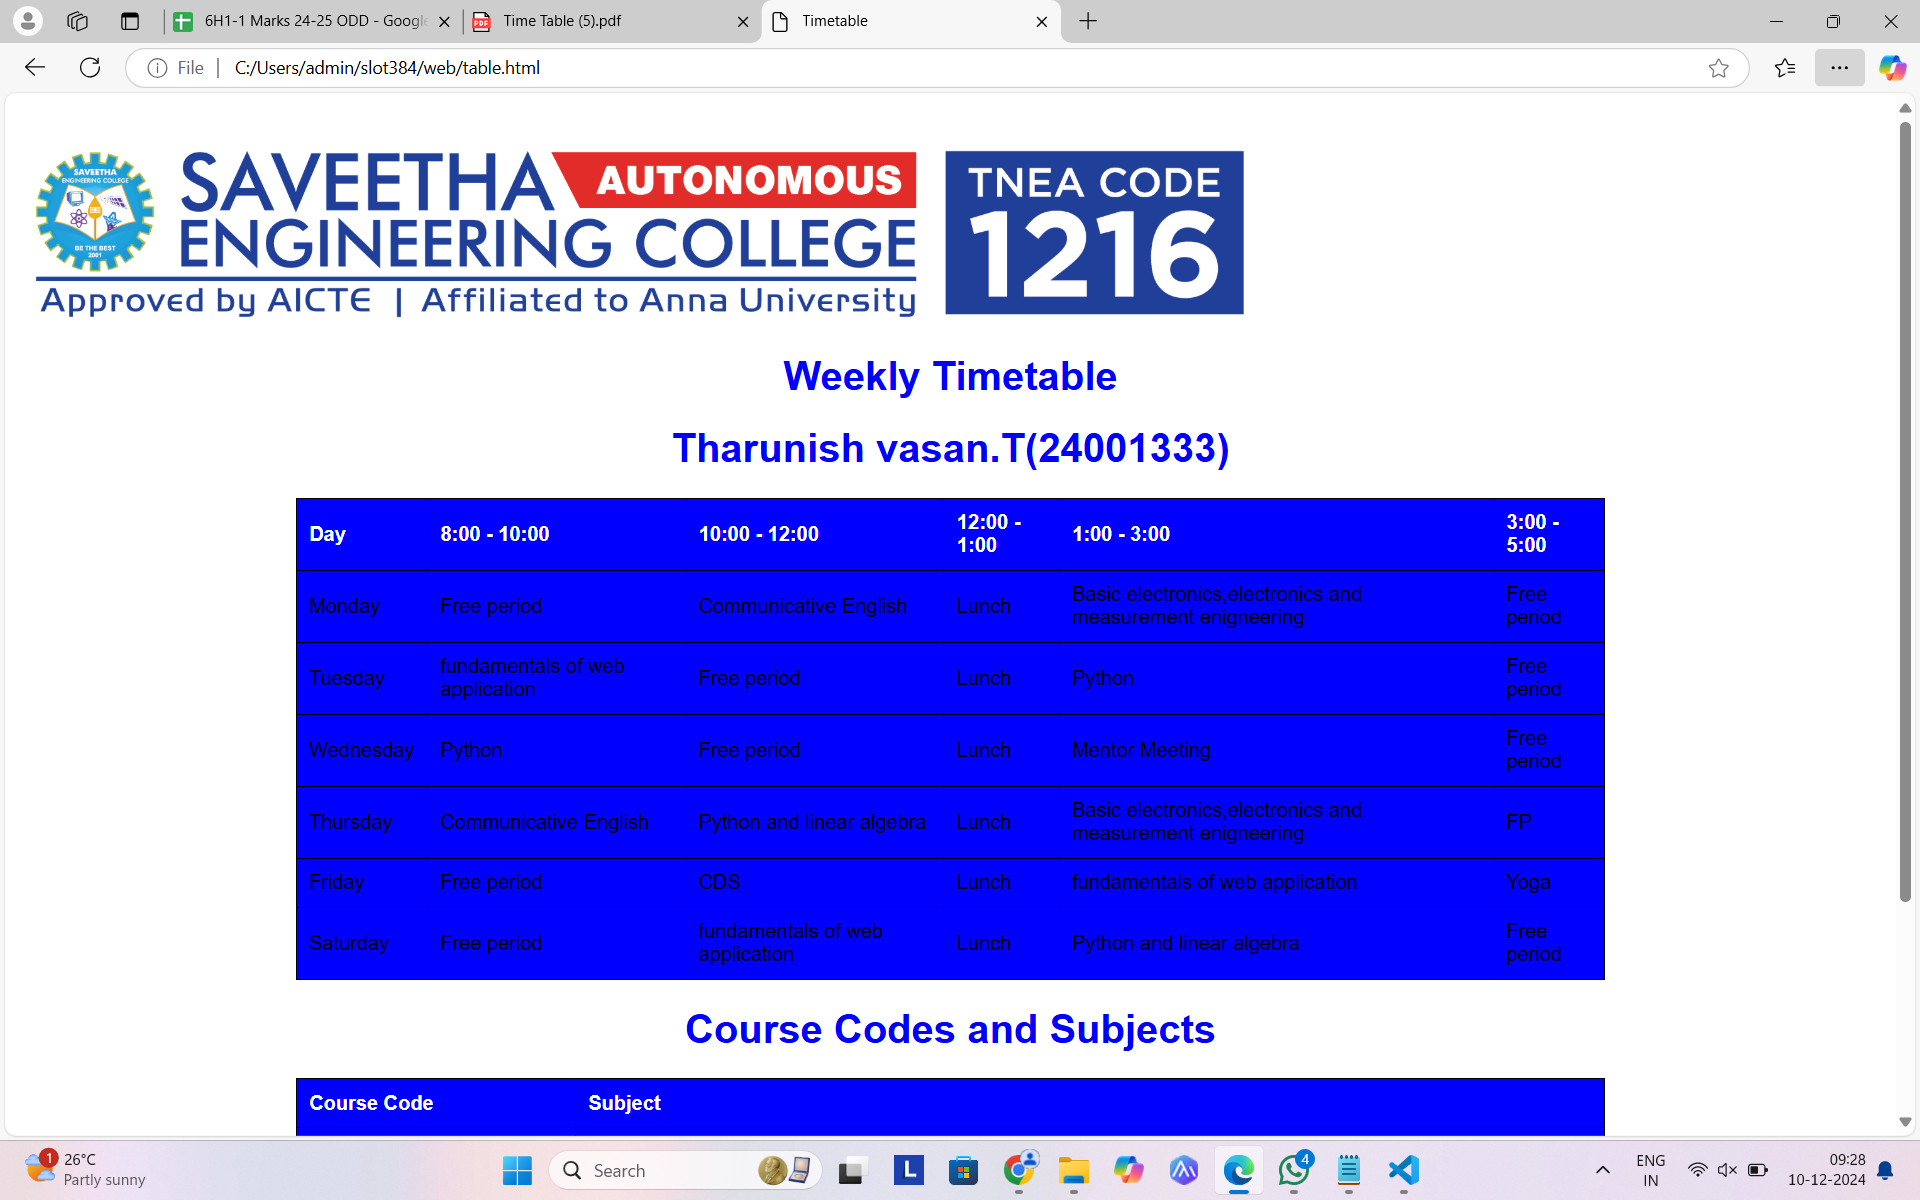 6H1-1 Marks 24-25 ODD - Google
Time Table (5).pdf
Timetable
File
C:/Users/admin/slot384/web/table.html
SAVEETHA
ENGINEERING COLLEGE
BE THE BEST
2001
SAVEETHA AUTONOMOUS
ENGINEERING COLLEGE
Approved by AICTE | Affiliated to Anna University
TNEA CODE
1216
Weekly Timetable
Tharunish vasan.T(24001333)
Day 8:00 - 10:00 10:00 - 12:00 12:00 - 1:00 1:00 - 3:00 3:00 - 5:00
Monday Free period Communicative English Lunch Basic electronics,electronics and measurement enigneering Free period
Tuesday fundamentals of web application Free period Lunch Python Free period
Wednesday Python Free period Lunch Mentor Meeting Free period
Thursday Communicative English Python and linear algebra Lunch Basic electronics,electronics and measurement enigneering FP
Friday Free period CDS Lunch fundamentals of web application Yoga
Saturday Free period fundamentals of web application Lunch Python and linear algebra Free period
Course Codes and Subjects
Course Code Subject
1
26°C
Partly sunny
Search
L
4
ENG
IN
09:28
10-12-2024